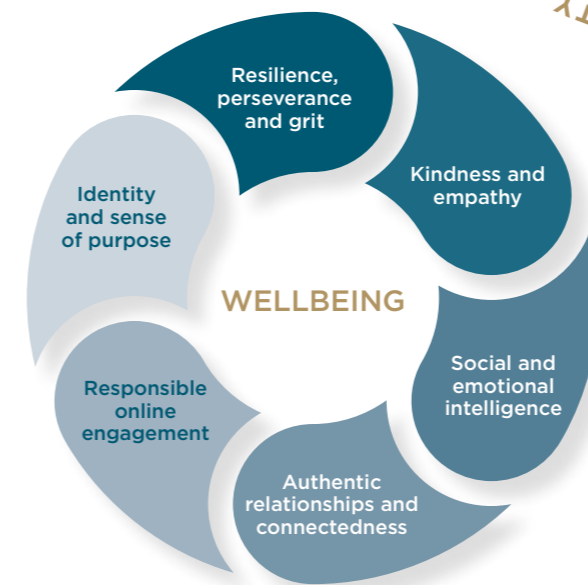 Resilience,
perseverance
and grit
Kindness and
empathy
Social and
emotional
intelligence
Authentic
relationships and
connectedness
Responsible
online
engagement
Identity
and sense
of purpose
WELLBEING
TY